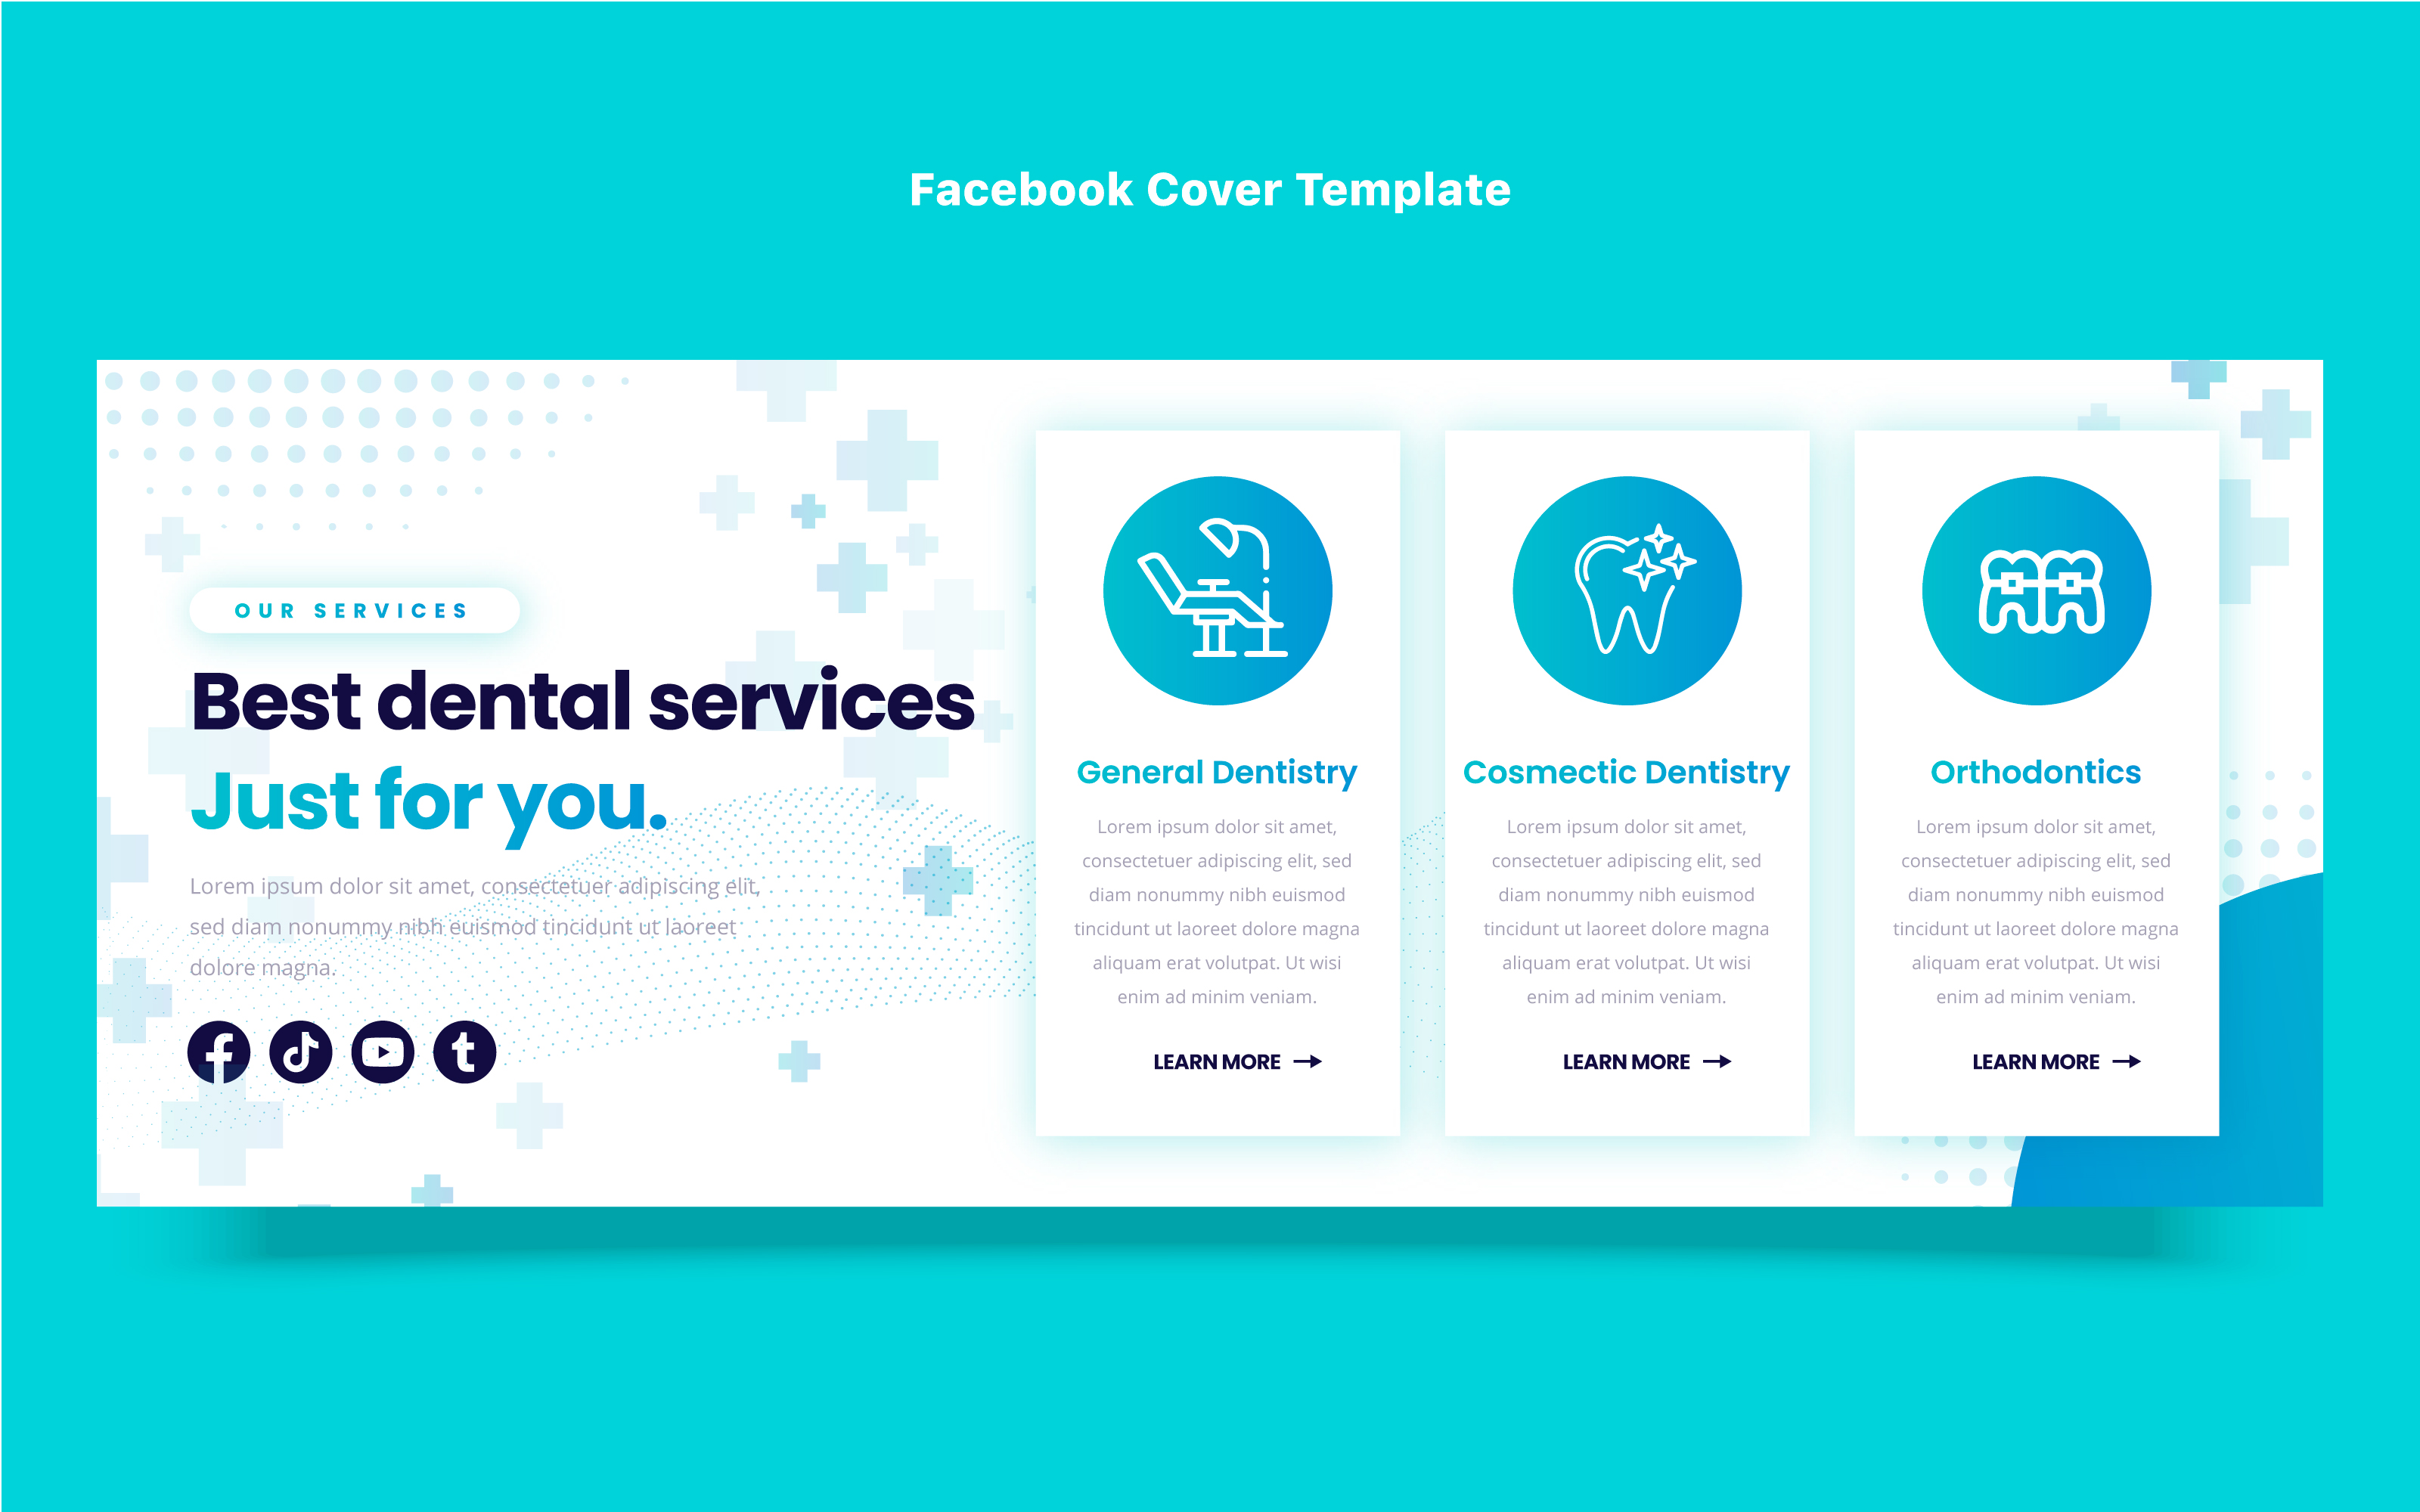 Facebook Cover Template
OUR SERVICES
Best dental services
Just for you.
Lorem ipsum dolor sit amet, consectetuer adipiscing elit,
sed diam nonummy nibh euismod tincidunt ut laoreet
dolore magna.
General Dentistry
Lorem ipsum dolor sit amet,
consectetuer adipiscing elit, sed
diam nonummy nibh euismod
tincidunt ut laoreet dolore magna
aliquam erat volutpat. Ut wisi
enim ad minim veniam.
LEARN MORE
Cosmectic Dentistry
Lorem ipsum dolor sit amet,
consectetuer adipiscing elit, sed
diam nonummy nibh euismod
tincidunt ut laoreet dolore magna
aliquam erat volutpat. Ut wisi
enim ad minim veniam.
LEARN MORE
Orthodontics
Lorem ipsum dolor sit amet,
consectetuer adipiscing elit, sed
diam nonummy nibh euismod
tincidunt ut laoreet dolore magna
aliquam erat volutpat. Ut wisi
enim ad minim veniam.
LEARN MORE